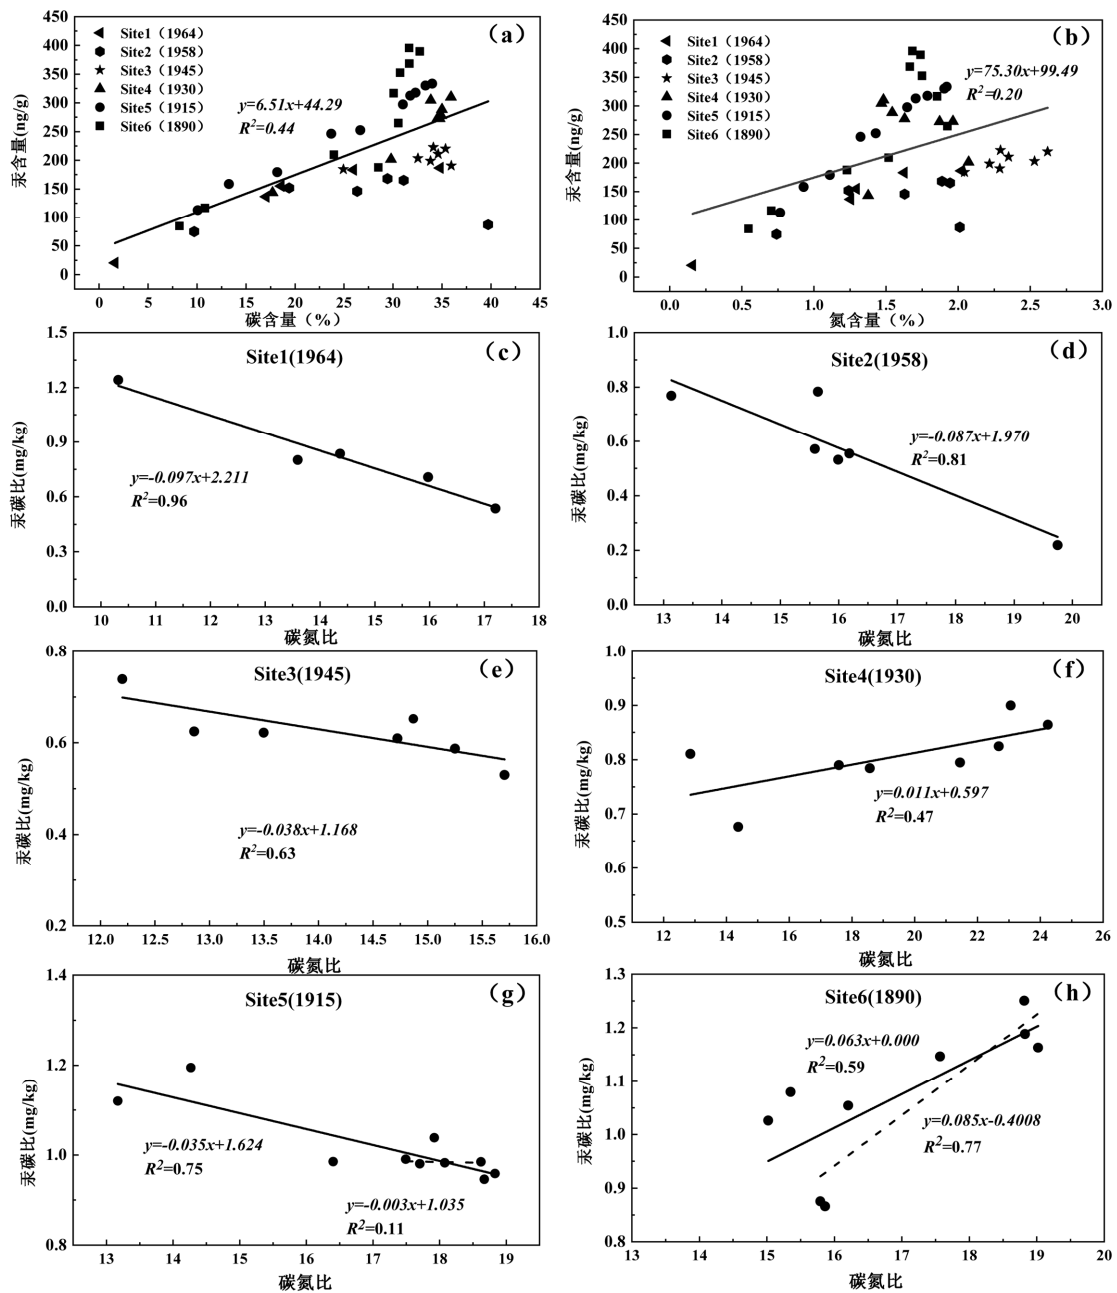 (a)
Site1（1964）
Site2（1958）
Site3（1945）
Site4（1930）
Site5（1915）
Site6（1890）
y=6.51x+44.29
R²=0.44
汞含量(ng/g)
450
400
350
300
250
200
150
100
50
0
0 5 10 15 20 25 30 35 40 45
碳含量（%）
(b)
Site1（1964）
Site2（1958）
Site3（1945）
Site4（1930）
Site5（1915）
Site6（1890）
y=75.30x+99.49
R²=0.20
汞含量(ng/g)
450
400
350
300
250
200
150
100
50
0
0.0 0.5 1.0 1.5 2.0 2.5 3.0
氮含量（%）
Site1(1964)
（c）
y=-0.097x+2.211
R²=0.96
汞碳比(mg/kg)
1.5
1.2
0.9
0.6
0.3
0.0
10 11 12 13 14 15 16 17 18
碳氮比
Site2(1958)
（d）
y=-0.087x+1.970
R²=0.81
汞碳比(mg/kg)
1.0
0.8
0.6
0.4
0.2
0.0
13 14 15 16 17 18 19 20
碳氮比
Site3(1945)
（e）
y=-0.038x+1.168
R²=0.63
汞碳比(mg/kg)
0.8
0.6
0.4
0.2
12.0 12.5 13.0 13.5 14.0 14.5 15.0 15.5 16.0
碳氮比
Site4(1930)
（f）
y=0.011x+0.597
R²=0.47
汞碳比(mg/kg)
1.0
0.9
0.8
0.7
0.6
0.5
12 14 16 18 20 22 24 26
碳氮比
Site5(1915)
（g）
y=-0.035x+1.624
R²=0.75
y=-0.003x+1.035
R²=0.11
汞碳比(mg/kg)
1.4
1.2
1.0
0.8
13 14 15 16 17 18 19
碳氮比
Site6(1890)
（h）
y=0.063x+0.000
R²=0.59
y=0.085x-0.4008
R²=0.77
汞碳比(mg/kg)
1.3
1.2
1.1
1.0
0.9
0.8
13 14 15 16 17 18 19 20
碳氮比